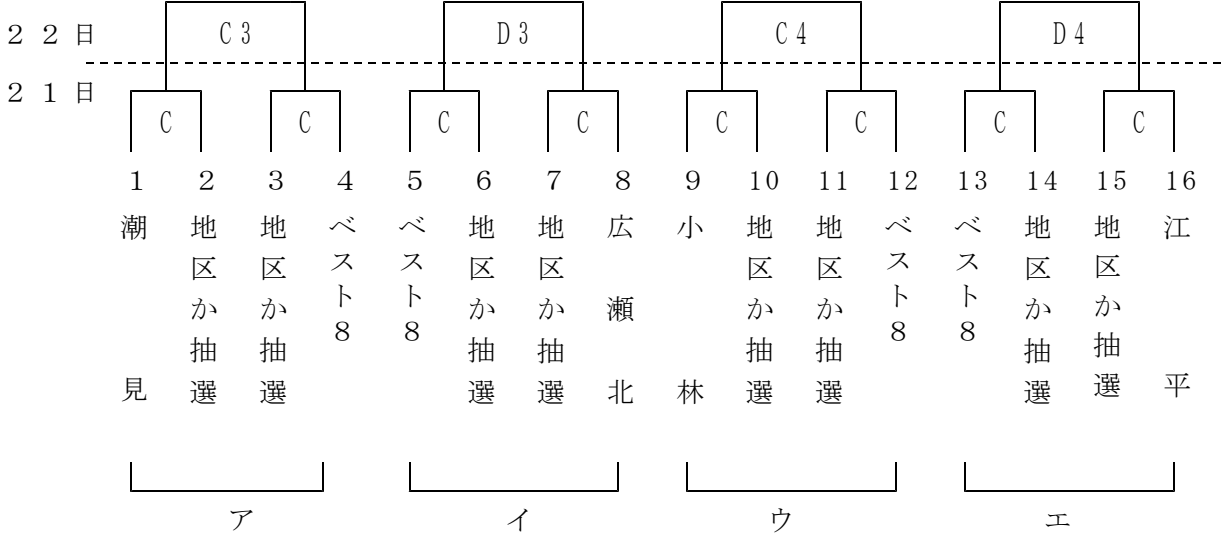 22日 C3 D3 C4 D4
21日
C C C C C C C C
1 2 3 4 5 6 7 8 9 10 11 12 13 14 15 16
潮見
地区か抽選
地区か抽選
ベスト8
ベスト8
地区か抽選
地区か抽選
広瀬北
小林
地区か抽選
地区か抽選
ベスト8
ベスト8
地区か抽選
地区か抽選
江平
ア イ ウ エ